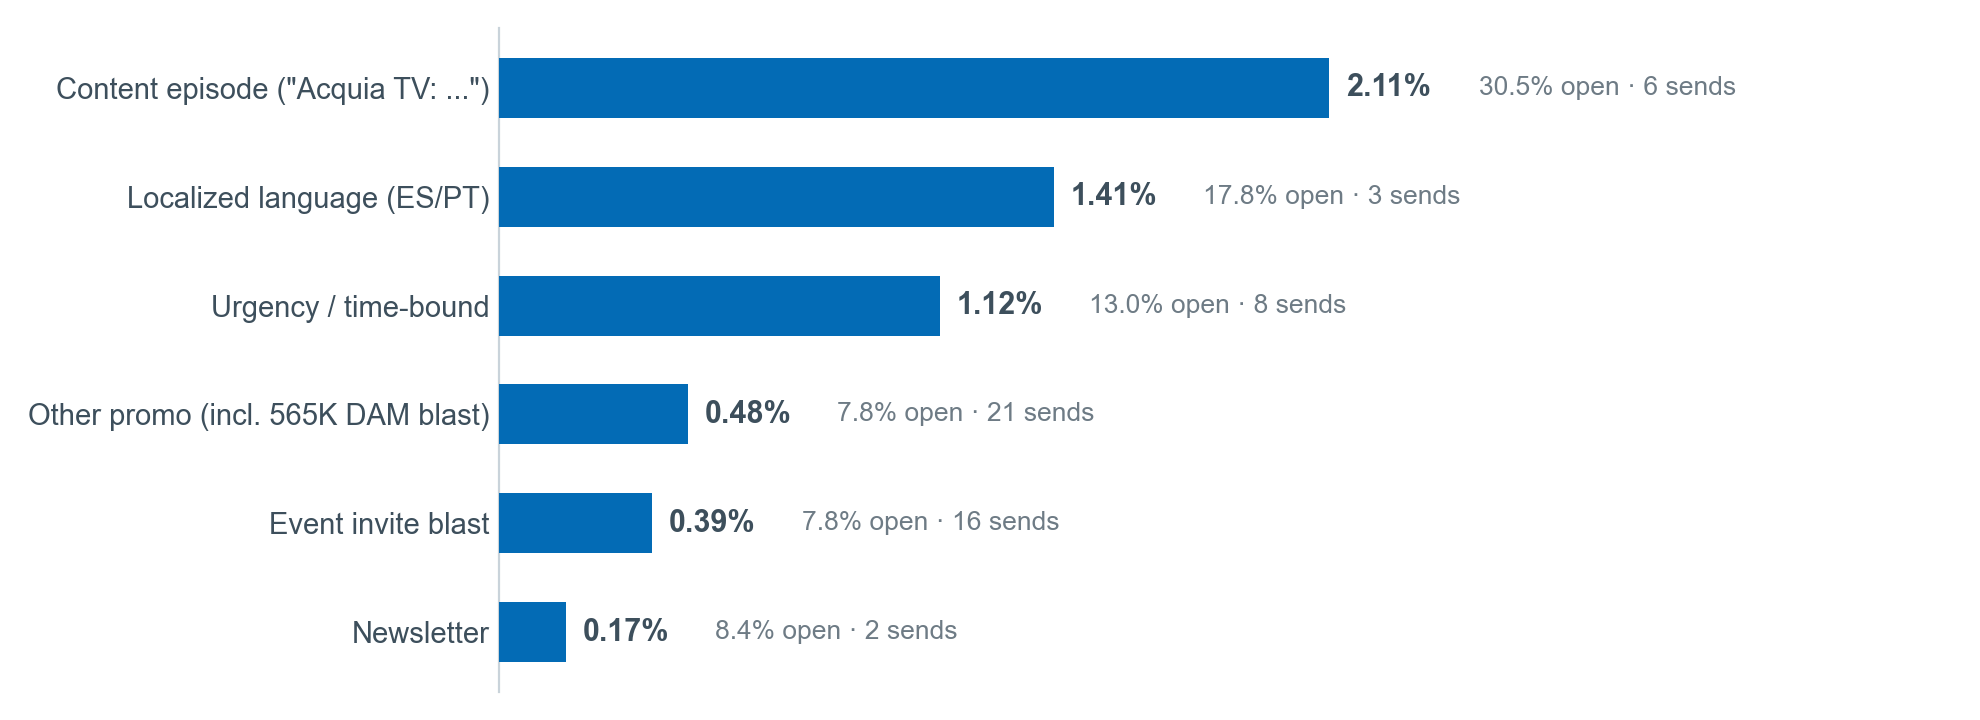 Content episode ("Acquia TV: ...") 2.11% 30.5% open · 6 sends
Localized language (ES/PT) 1.41% 17.8% open · 3 sends
Urgency / time-bound 1.12% 13.0% open · 8 sends
Other promo (incl. 565K DAM blast) 0.48% 7.8% open · 21 sends
Event invite blast 0.39% 7.8% open · 16 sends
Newsletter 0.17% 8.4% open · 2 sends